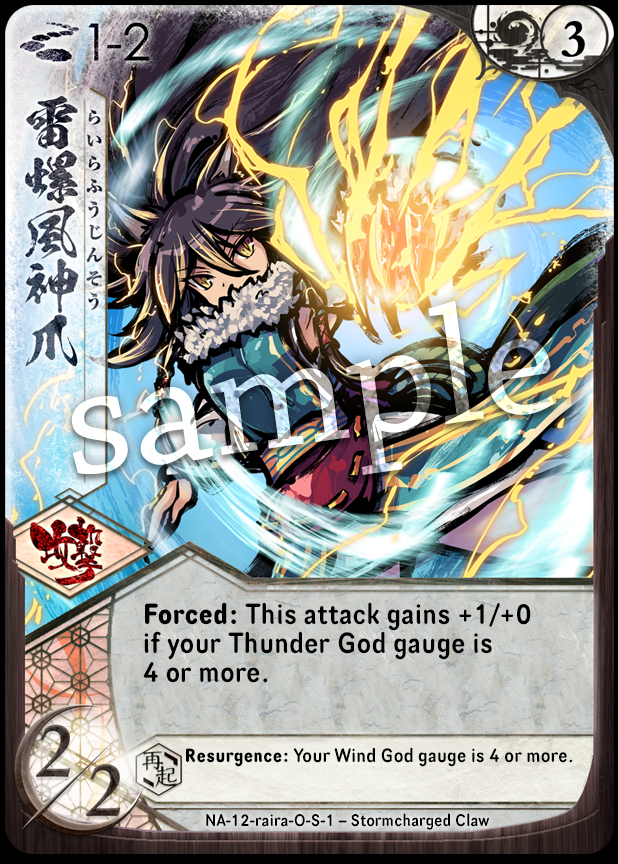 1-2
3
雷螺風神爪
らいらふうじんそう
sample
攻撃
Forced: This attack gains +1/+0
if your Thunder God gauge is
4 or more.
2/2
再起
Resurgence: Your Wind God gauge is 4 or more.
NA-12-raira-O-S-1 – Stormcharged Claw